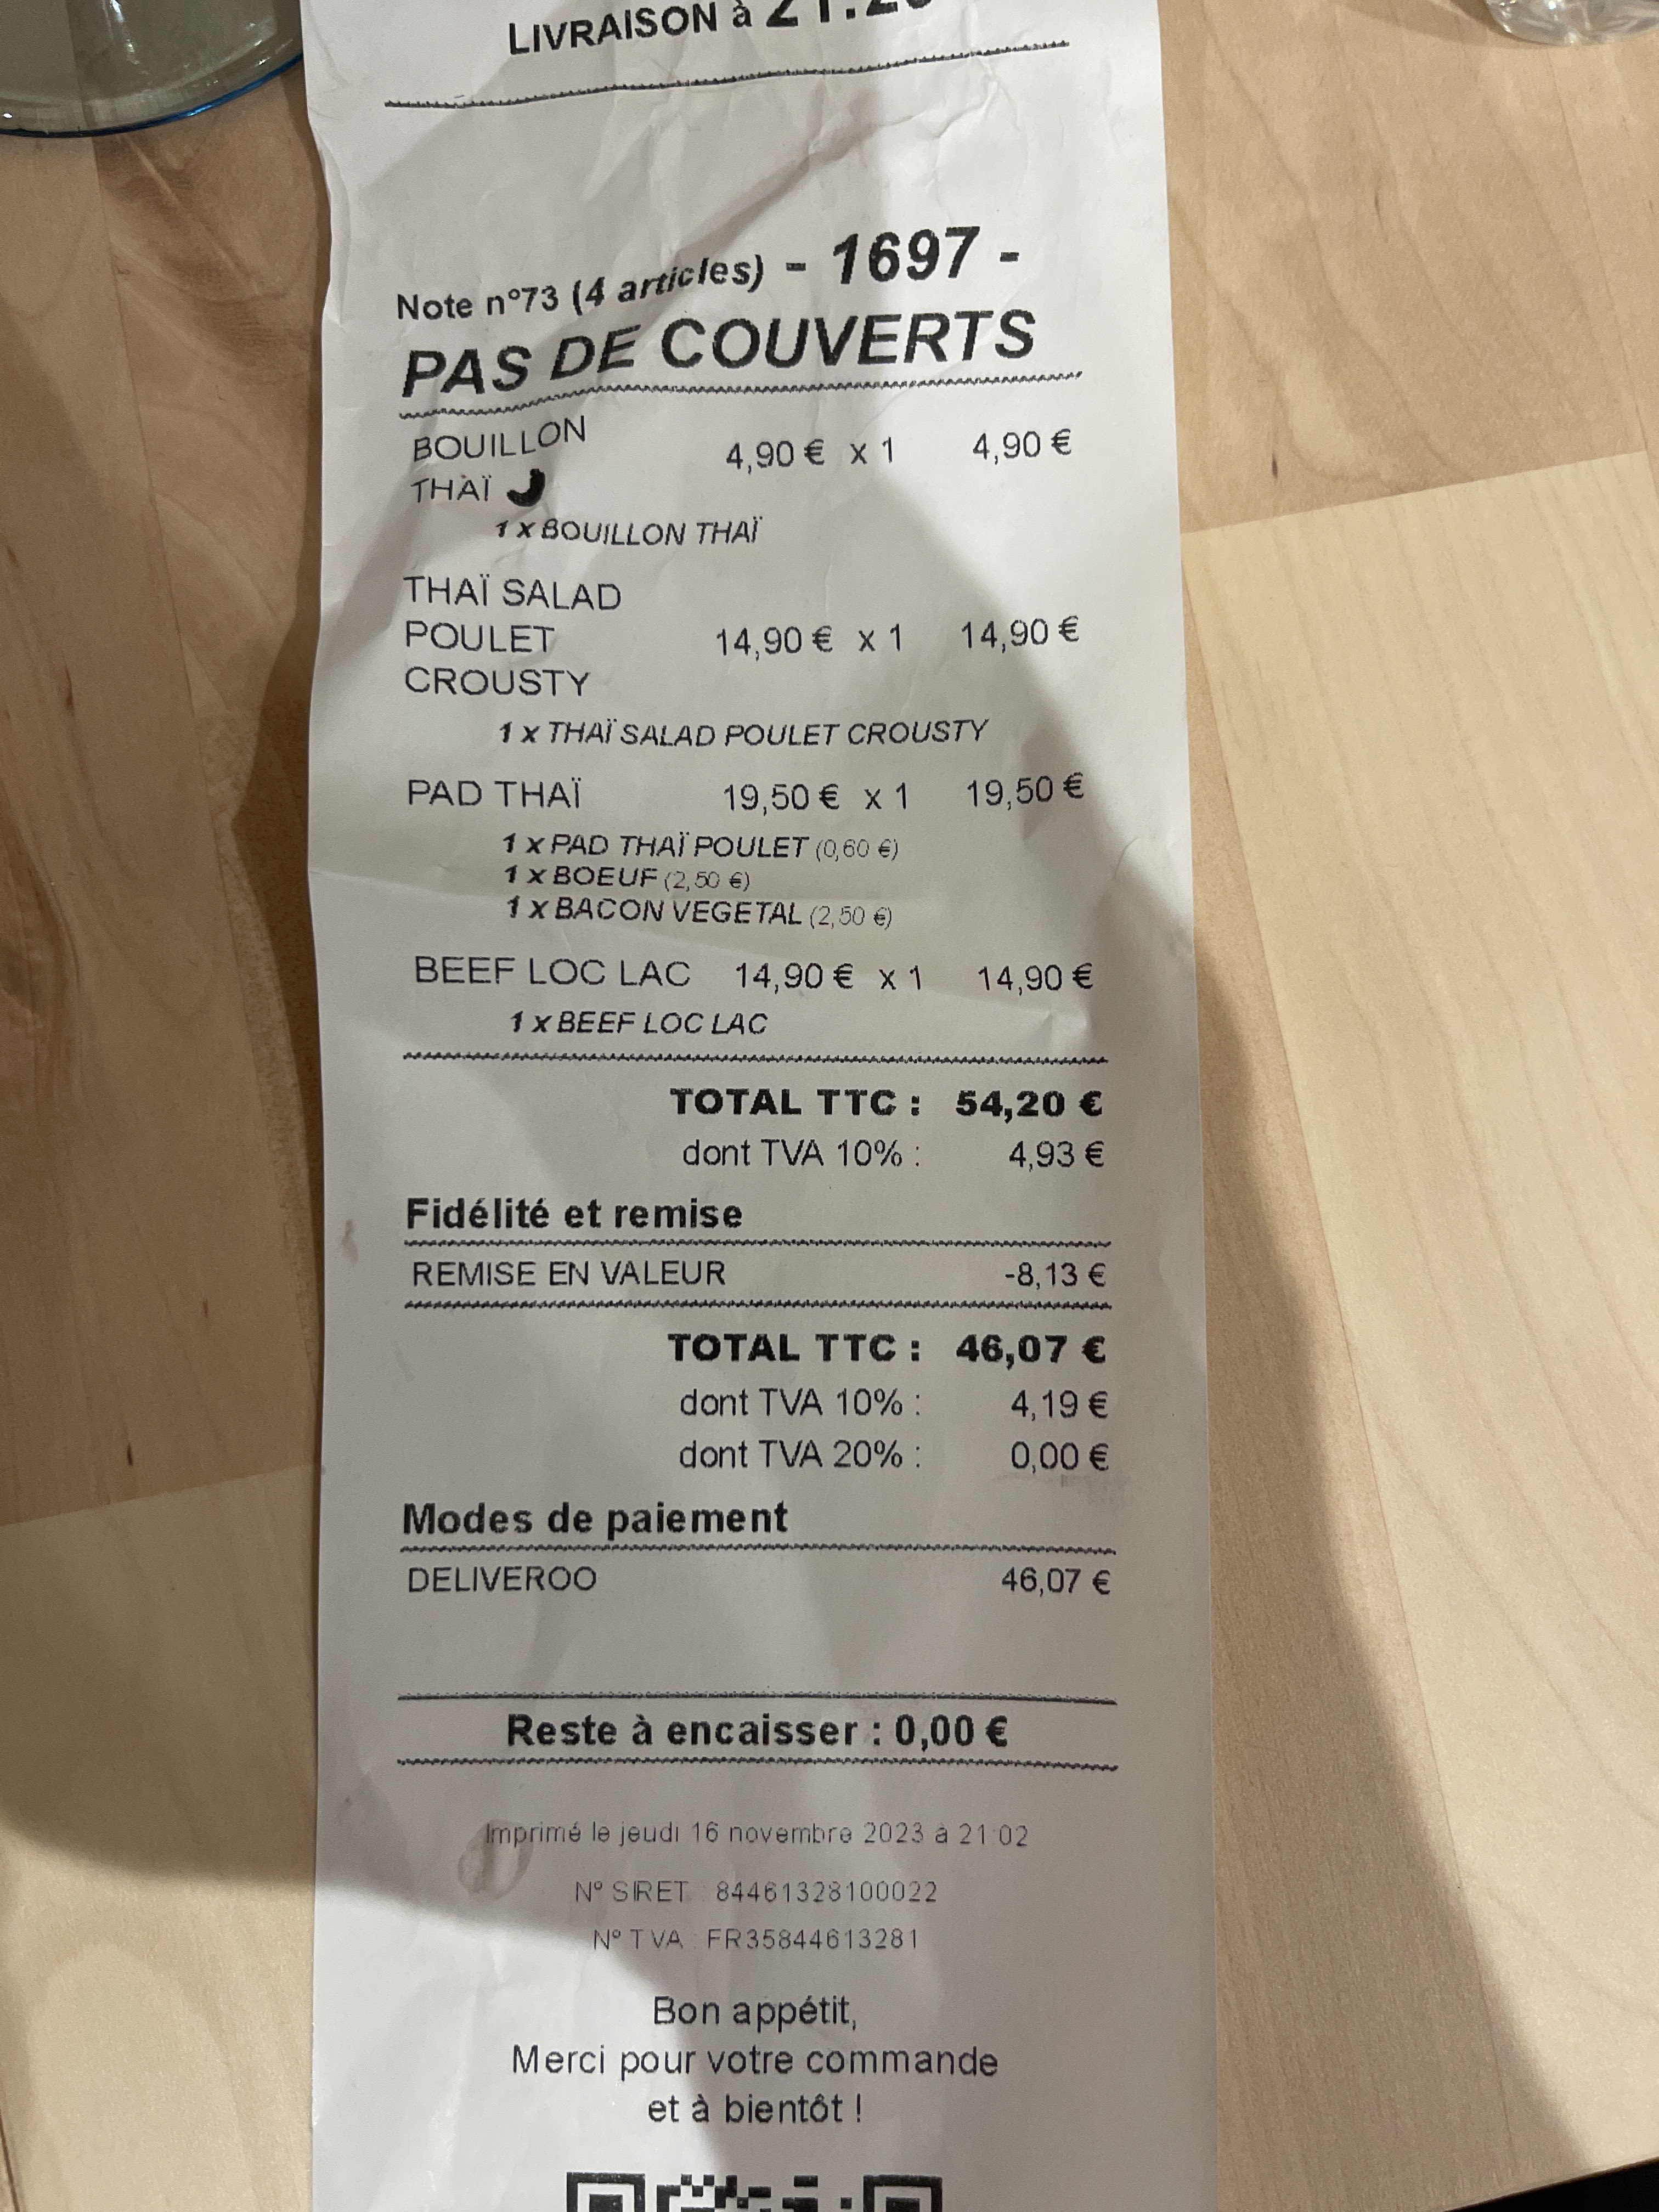 LIVRAISON à
Note n°73 (4 articles) - 1697 -
PAS DE COUVERTS
BOUILLON
THAÏ 4,90 € x 1 4,90 €
1 x BOUILLON THAÏ
THAÏ SALAD
POULET 14,90 € x 1 14,90 €
CROUSTY
1 x THAÏ SALAD POULET CROUSTY
PAD THAÏ 19,50 € x 1 19,50 €
1 x PAD THAÏ POULET (0,60 €)
1 x BOEUF (2,50 €)
1 x BACON VEGETAL (2,50 €)
BEEF LOC LAC 14,90 € x 1 14,90 €
1 x BEEF LOC LAC
TOTAL TTC : 54,20 €
dont TVA 10% : 4,93 €
Fidélité et remise
REMISE EN VALEUR -8,13 €
TOTAL TTC : 46,07 €
dont TVA 10% : 4,19 €
dont TVA 20% : 0,00 €
Modes de paiement
DELIVEROO 46,07 €
Reste à encaisser : 0,00 €
Imprimé le jeudi 16 novembre 2023 à 21:02
N° SIRET : 84461328100022
N° TVA : FR35844613281
Bon appétit,
Merci pour votre commande
et à bientôt !